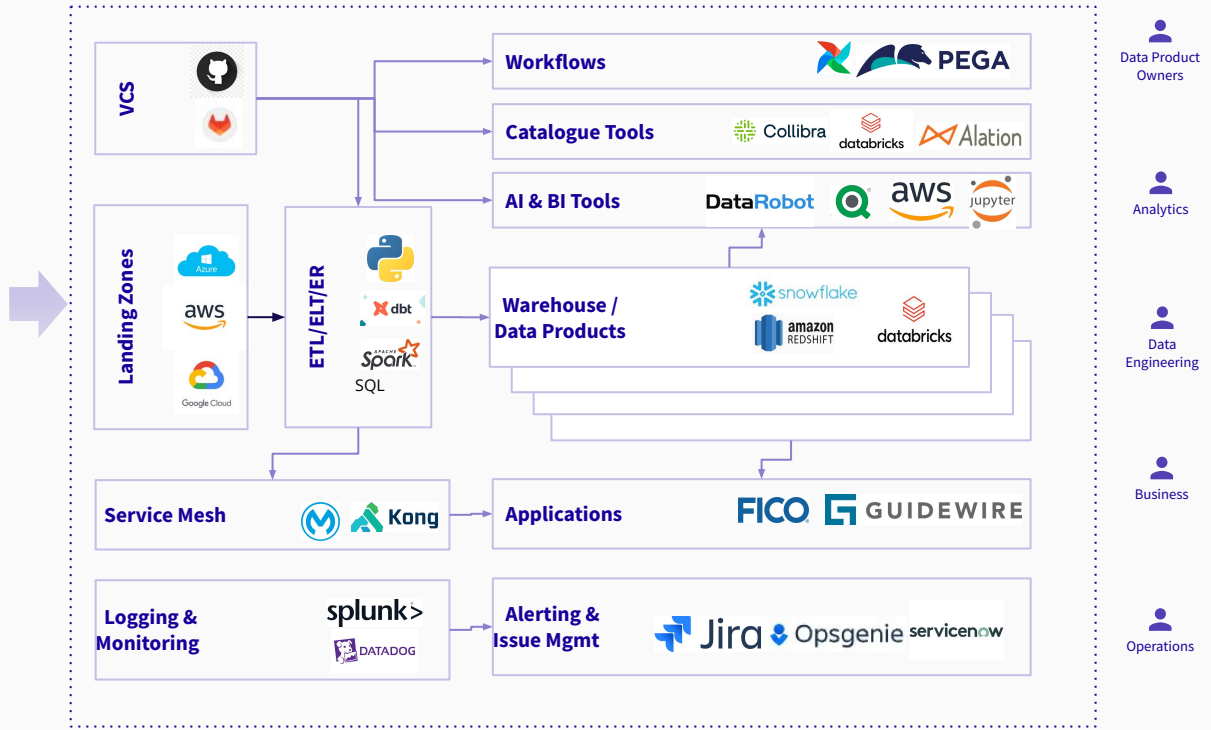 VCS
Workflows
PEGA
Data Product
Owners
Catalogue Tools
Collibra
databricks
Alation
AI & BI Tools
DataRobot
aws
jupyter
Analytics
Landing Zones
Azure
aws
Google Cloud
ETL/ELT/ER
dbt
APACHE
Spark
SQL
Warehouse /
Data Products
snowflake
amazon
REDSHIFT
databricks
Data
Engineering
Service Mesh
Kong
Applications
FICO
GUIDEWIRE
Business
Logging &
Monitoring
splunk>
DATADOG
Alerting &
Issue Mgmt
Jira
Opsgenie
servicenow
Operations